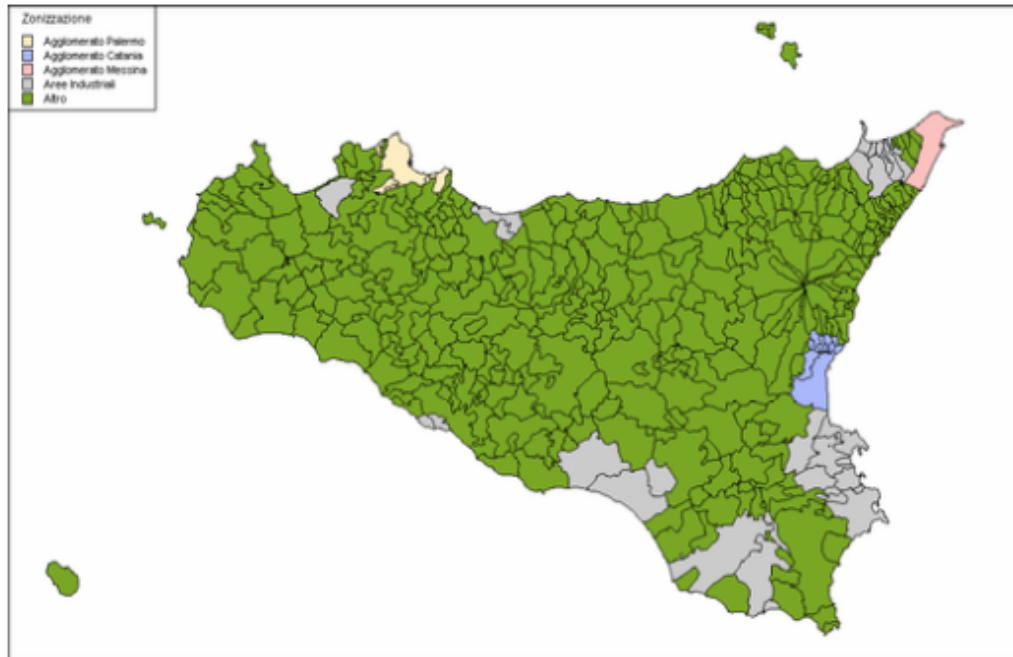 Zonizzazione
Agglomerato Palermo
Agglomerato Catania
Agglomerato Messina
Aree Industriali
Altro